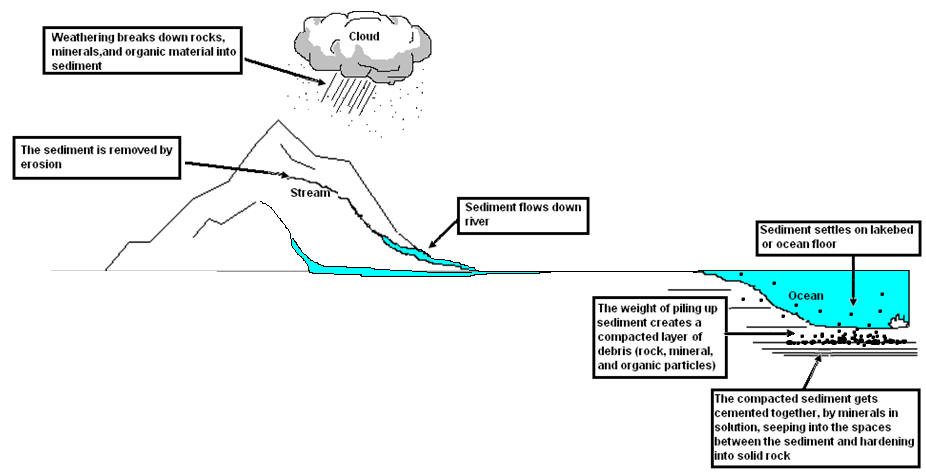 Weathering breaks down rocks,
minerals,and organic material into
sediment
Cloud
The sediment is removed by
erosion
Stream
Sediment flows down
river
Sediment settles on lakebed
or ocean floor
Ocean
The weight of piling up
sediment creates a
compacted layer of
debris (rock, mineral,
and organic particles)
The compacted sediment gets
cemented together, by minerals in
solution, seeping into the spaces
between the sediment and hardening
into solid rock